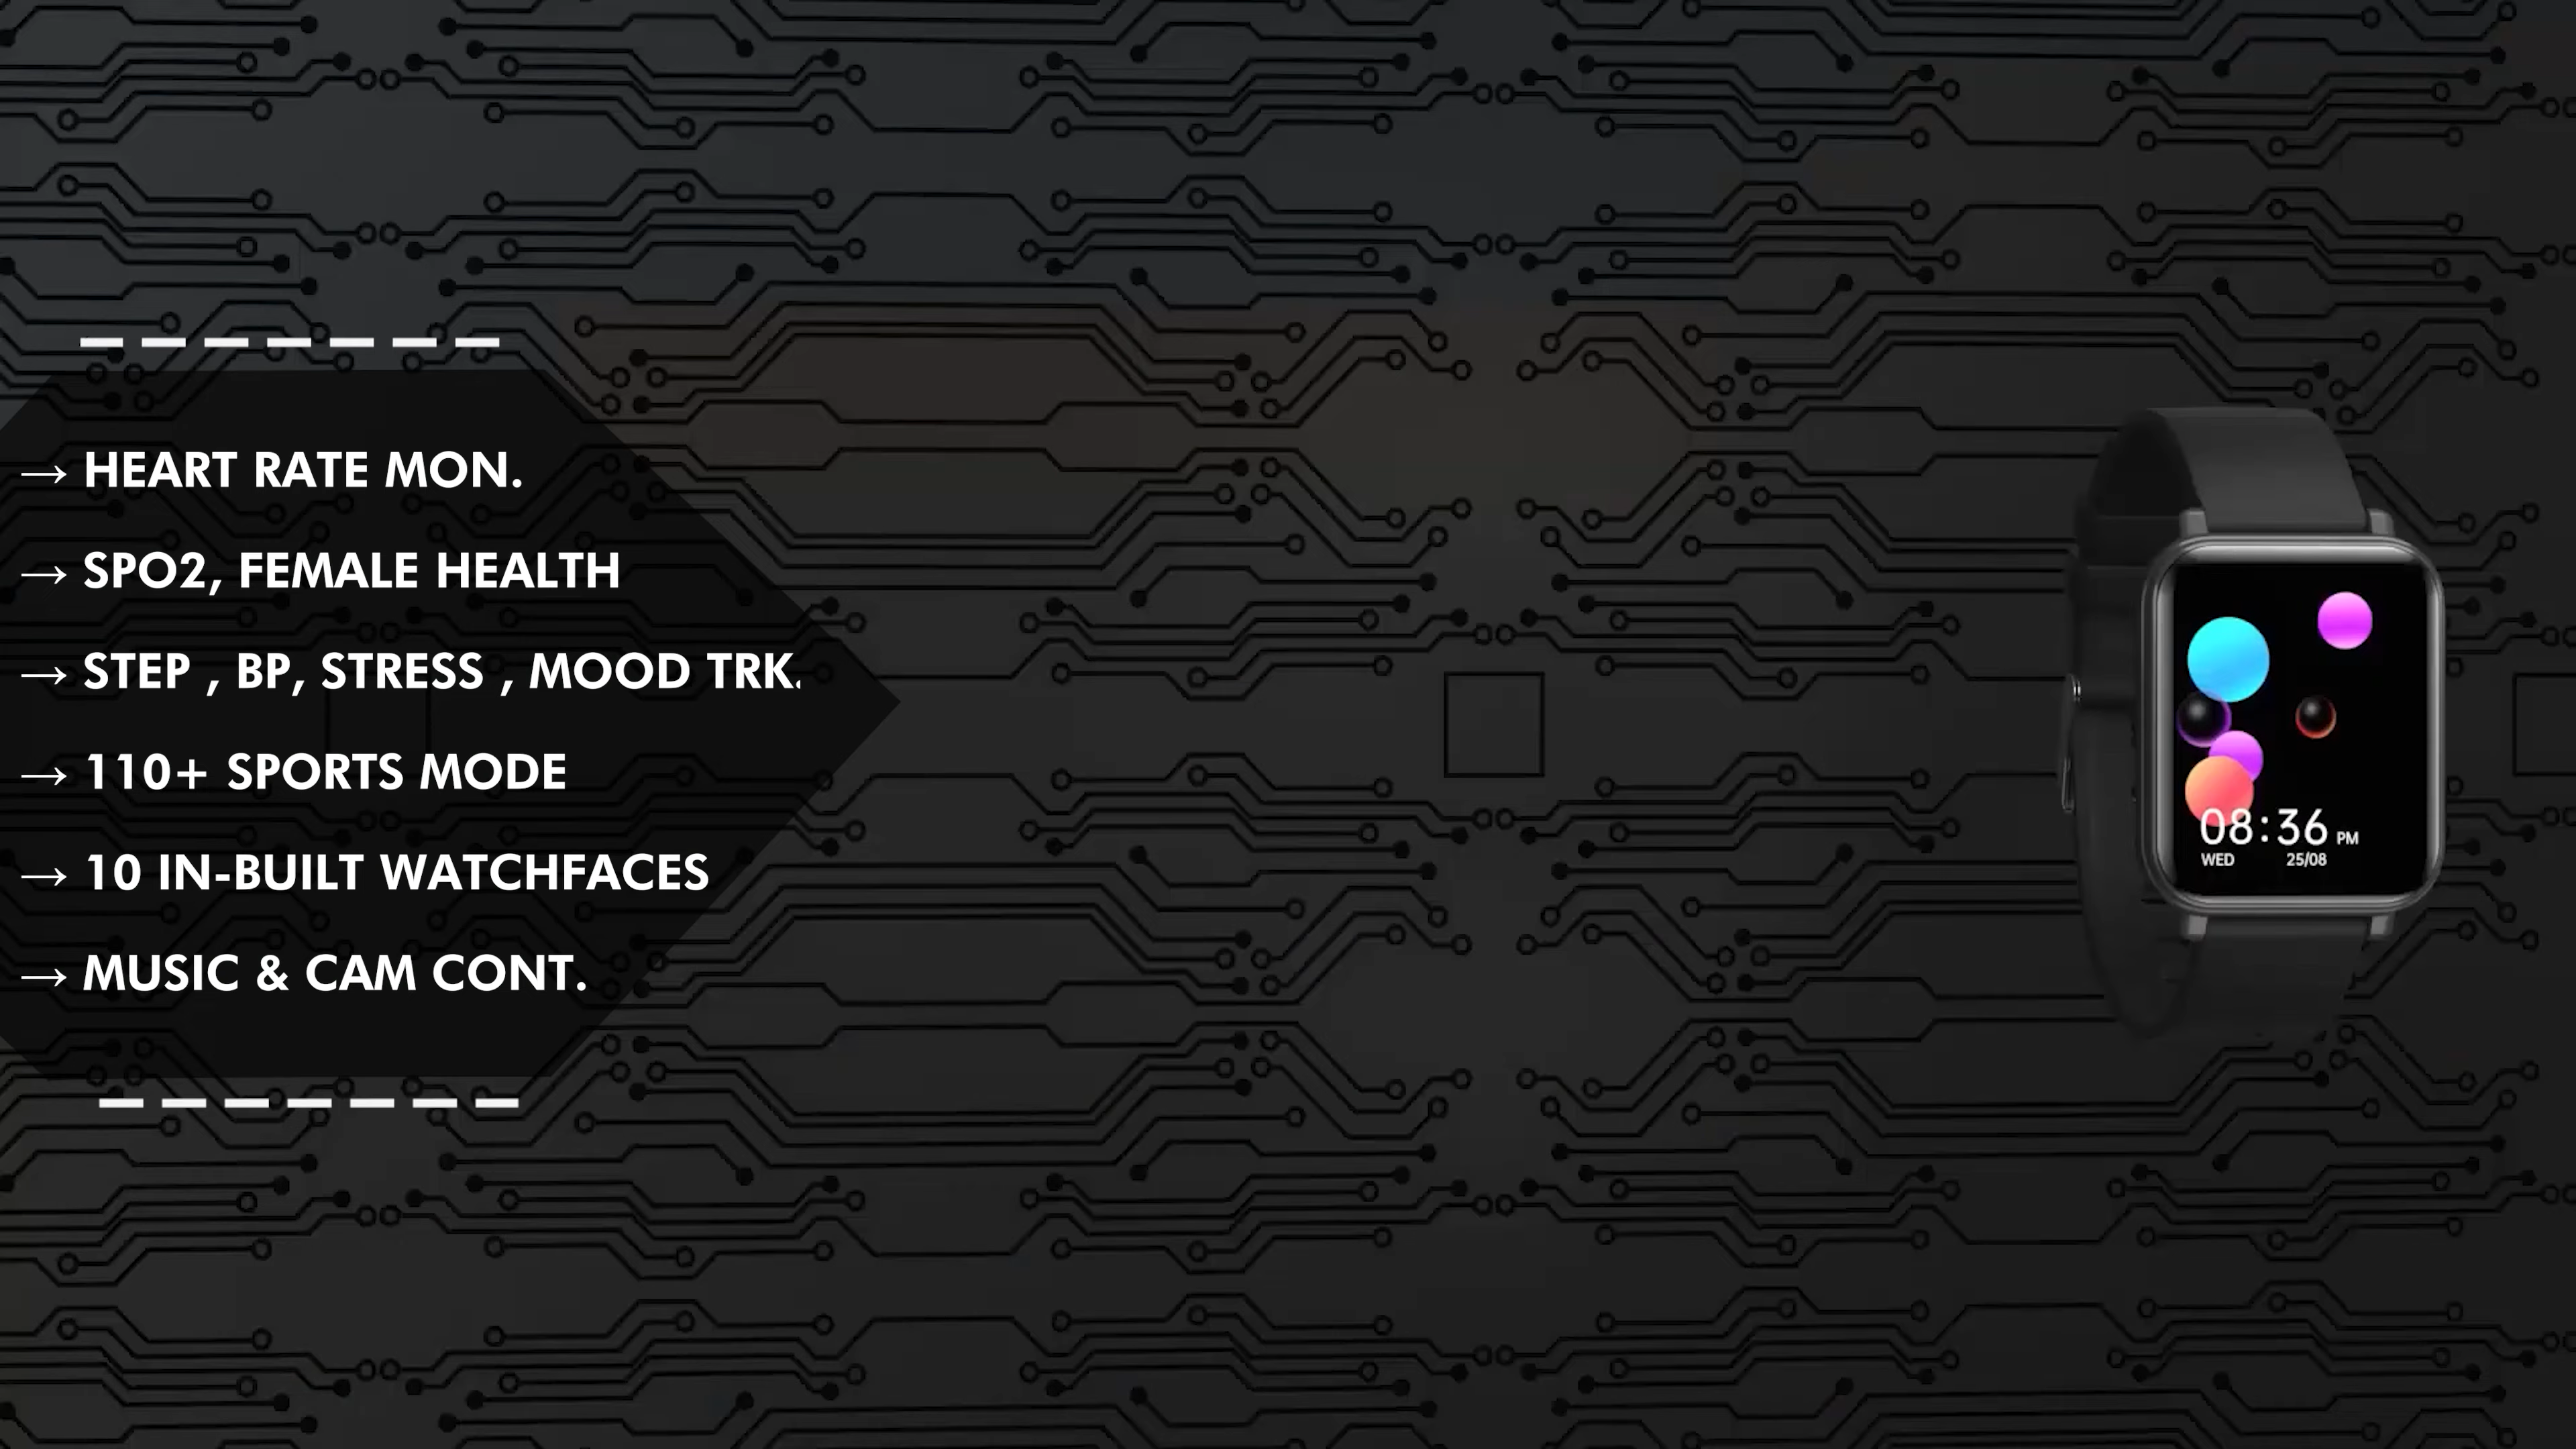 → HEART RATE MON.
→ SPO2, FEMALE HEALTH
→ STEP , BP, STRESS , MOOD TRK.
→ 110+ SPORTS MODE
→ 10 IN-BUILT WATCHFACES
→ MUSIC & CAM CONT.
08:36 PM
WED 25/08